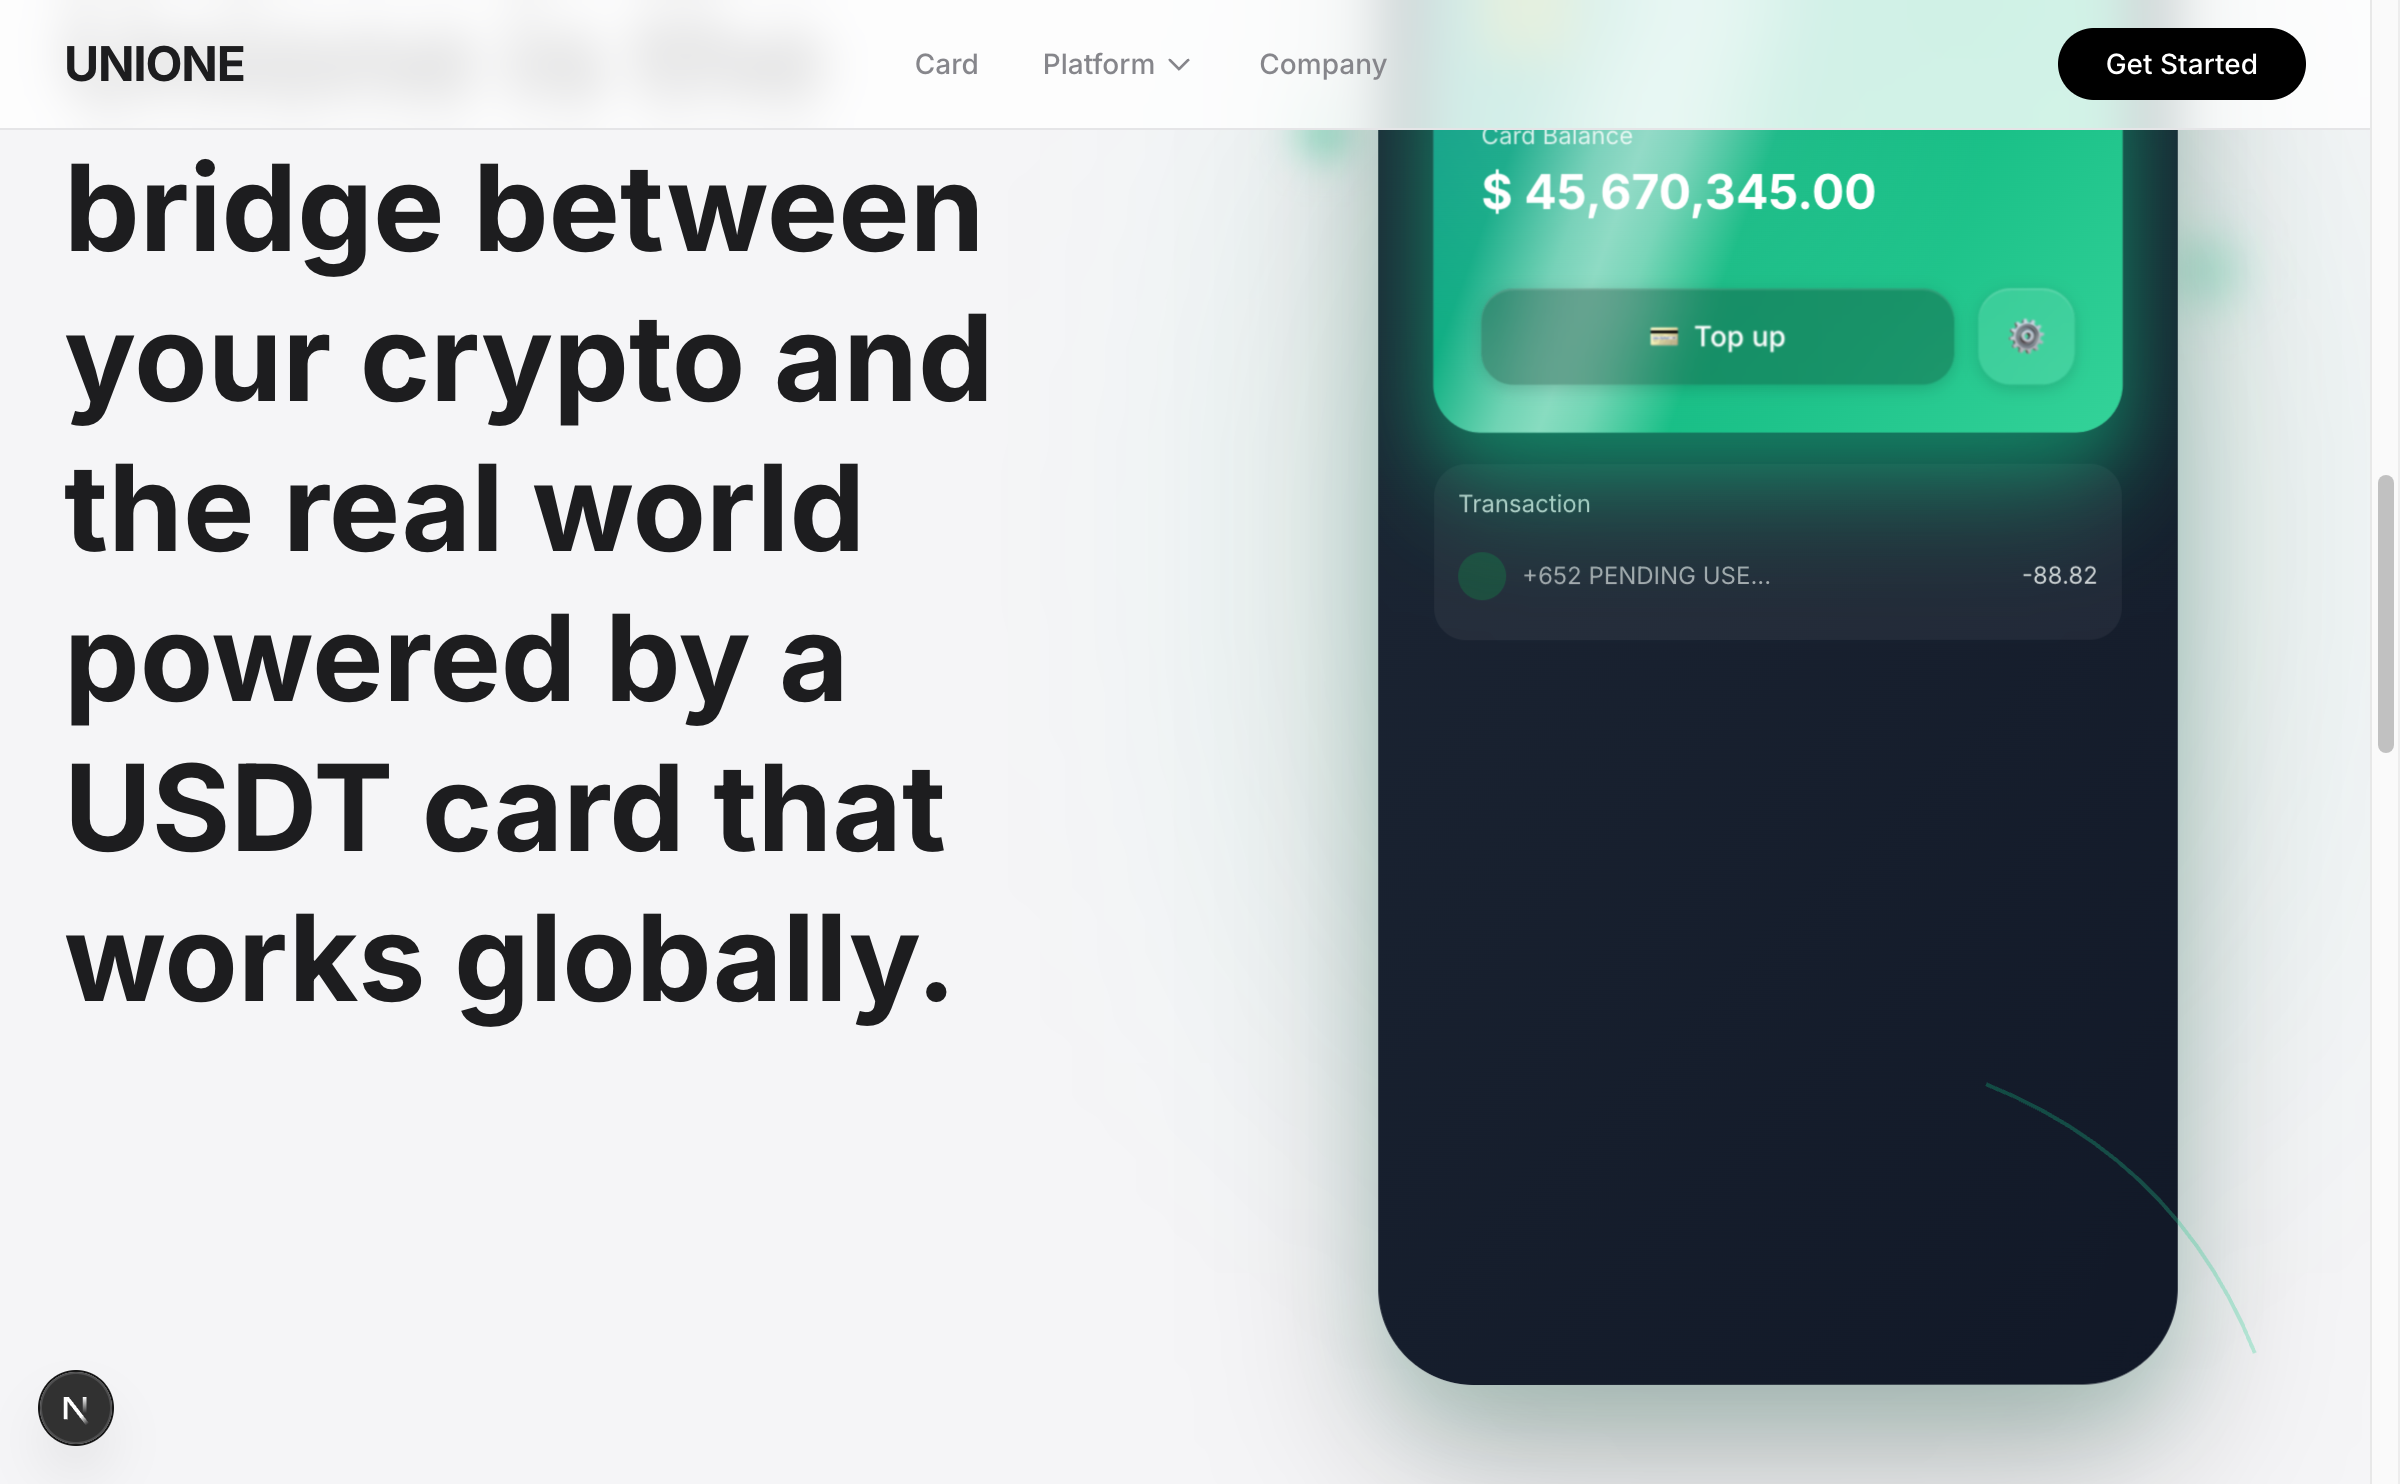 UNIONE
Card
Platform
Company
Get Started
bridge between
your crypto and
the real world
powered by a
USDT card that
works globally.
Card Balance
$ 45,670,345.00
Top up
Transaction
+652 PENDING USE...
-88.82
N